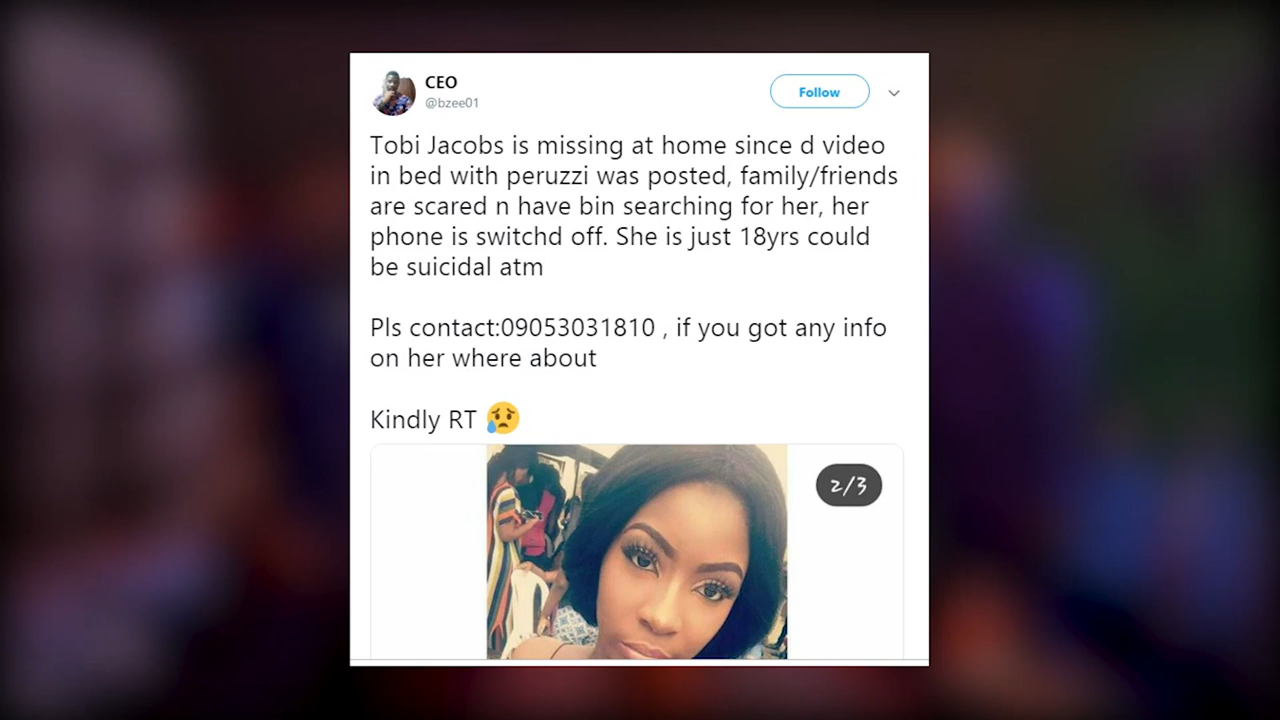 CEO
@bzee01
Follow
Tobi Jacobs is missing at home since d video
in bed with peruzzi was posted, family/friends
are scared n have bin searching for her, her
phone is switchd off. She is just 18yrs could
be suicidal atm
Pls contact:09053031810 , if you got any info
on her where about
Kindly RT 😥
2/3